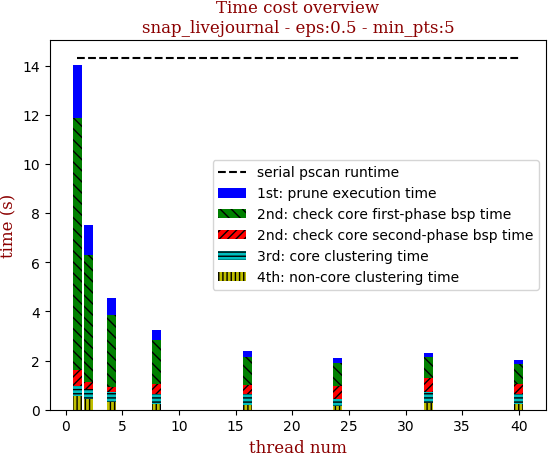 Time cost overview
snap_livejournal - eps:0.5 - min_pts:5
time (s)
14
12
10
8
6
4
2
0
serial pscan runtime
1st: prune execution time
2nd: check core first-phase bsp time
2nd: check core second-phase bsp time
3rd: core clustering time
4th: non-core clustering time
0 5 10 15 20 25 30 35 40
thread num